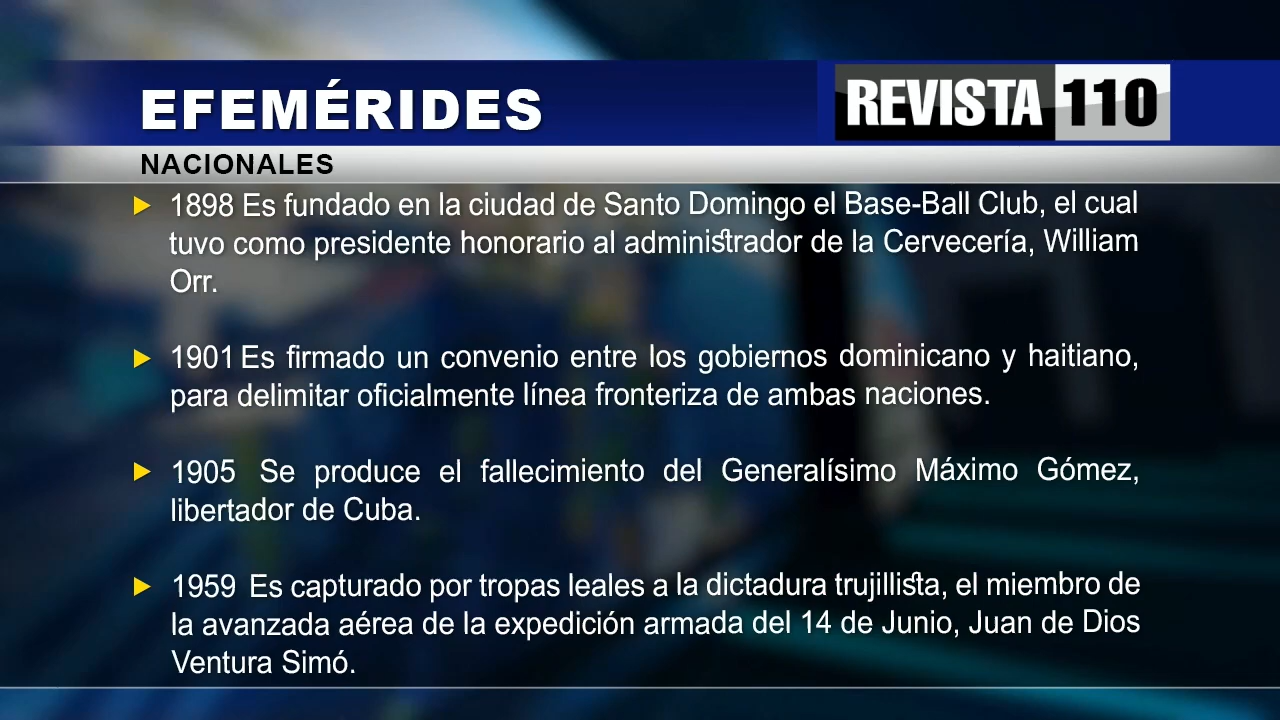 EFEMÉRIDES
REVISTA 110
NACIONALES
1898 Es fundado en la ciudad de Santo Domingo el Base-Ball Club, el cual
tuvo como presidente honorario al administrador de la Cervecería, William
Orr.
1901 Es firmado un convenio entre los gobiernos dominicano y haitiano,
para delimitar oficialmente línea fronteriza de ambas naciones.
1905 Se produce el fallecimiento del Generalísimo Máximo Gómez,
libertador de Cuba.
1959 Es capturado por tropas leales a la dictadura trujillista, el miembro de
la avanzada aérea de la expedición armada del 14 de Junio, Juan de Dios
Ventura Simó.